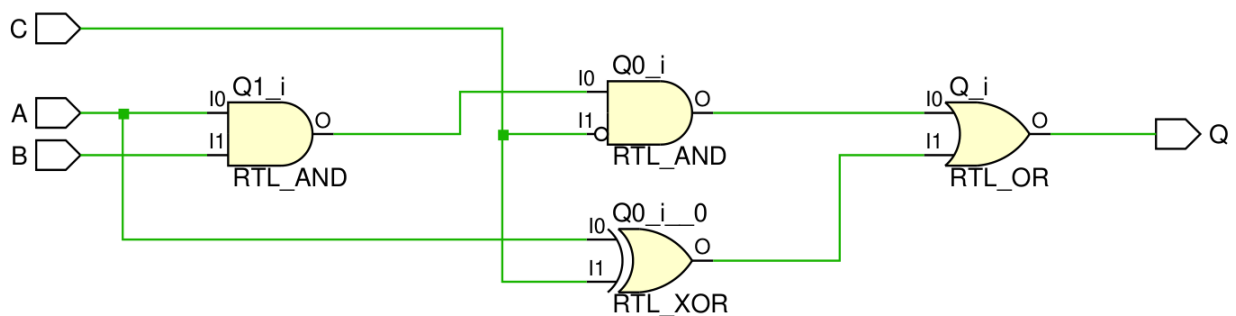 C
A
B
Q1_i
I0
I1
O
RTL_AND
Q0_i
I0
I1
O
RTL_AND
Q0_i__0
I0
I1
O
RTL_XOR
Q_i
I0
I1
O
RTL_OR
Q